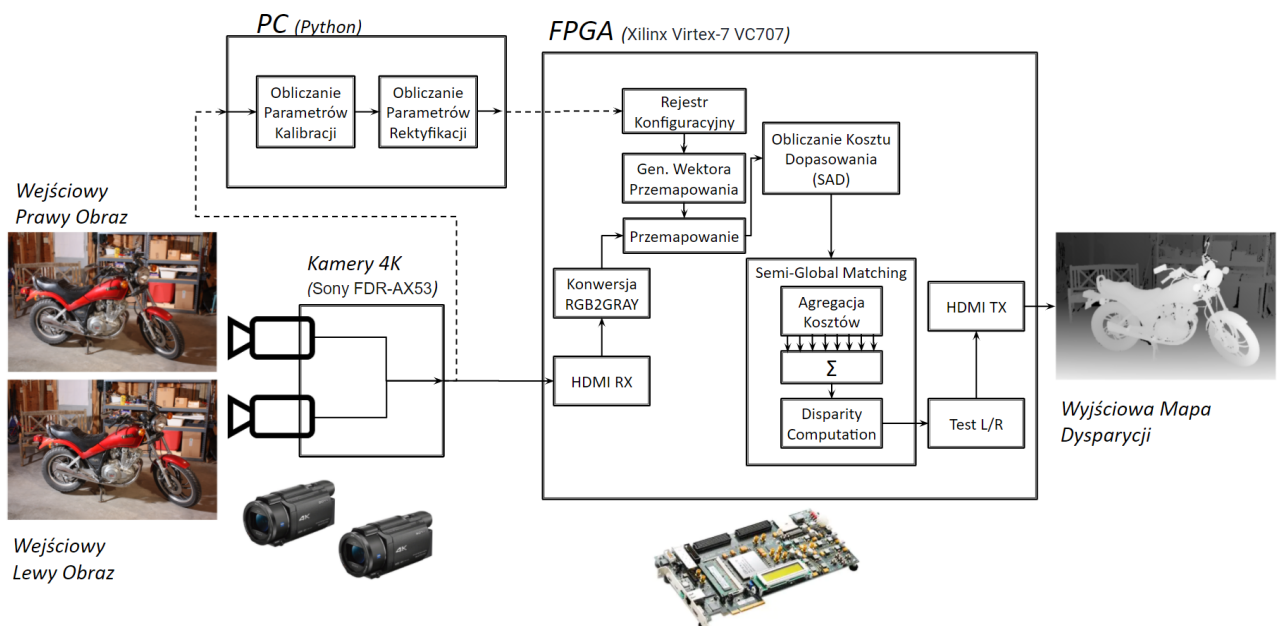 PC (Python)
FPGA (Xilinx Virtex-7 VC707)
Obliczanie
Parametrów
Kalibracji
Obliczanie
Parametrów
Rektyfikacji
Rejestr
Konfiguracyjny
Obliczanie Kosztu
Dopasowania
(SAD)
Gen. Wektora
Przemapowania
Przemapowanie
Wejściowy
Prawy Obraz
Kamery 4K
(Sony FDR-AX53)
Konwersja
RGB2GRAY
HDMI RX
Semi-Global Matching
Agregacja
Kosztów
Σ
Disparity
Computation
Test L/R
HDMI TX
Wyjściowa Mapa
Dysparycji
Wejściowy
Lewy Obraz
4K
4K